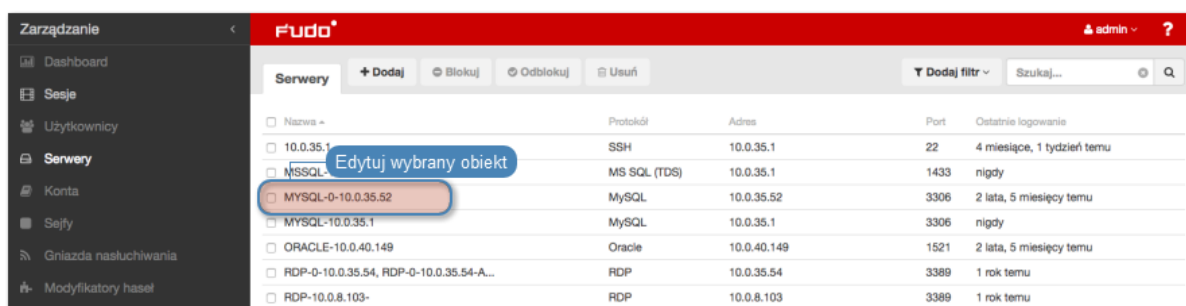 Zarządzanie
Fudo
admin
?
Dashboard
Sesje
Użytkownicy
Serwery
Konta
Sejfy
Gniazda nasłuchiwania
Modyfikatory haseł
Serwery + Dodaj Blokuj Odblokuj Usuń Dodaj filtr Szukaj...
Nazwa Protokół Adres Port Ostatnie logowanie
10.0.35.1 SSH 10.0.35.1 22 4 miesiące, 1 tydzień temu
Edytuj wybrany obiekt
MSSQL- MS SQL (TDS) 10.0.35.1 1433 nigdy
MYSQL-0-10.0.35.52 MySQL 10.0.35.52 3306 2 lata, 5 miesięcy temu
MYSQL-10.0.35.1 MySQL 10.0.35.1 3306 nigdy
ORACLE-10.0.40.149 Oracle 10.0.40.149 1521 2 lata, 5 miesięcy temu
RDP-0-10.0.35.54, RDP-0-10.0.35.54-A... RDP 10.0.35.54 3389 1 rok temu
RDP-10.0.8.103- RDP 10.0.8.103 3389 1 rok temu